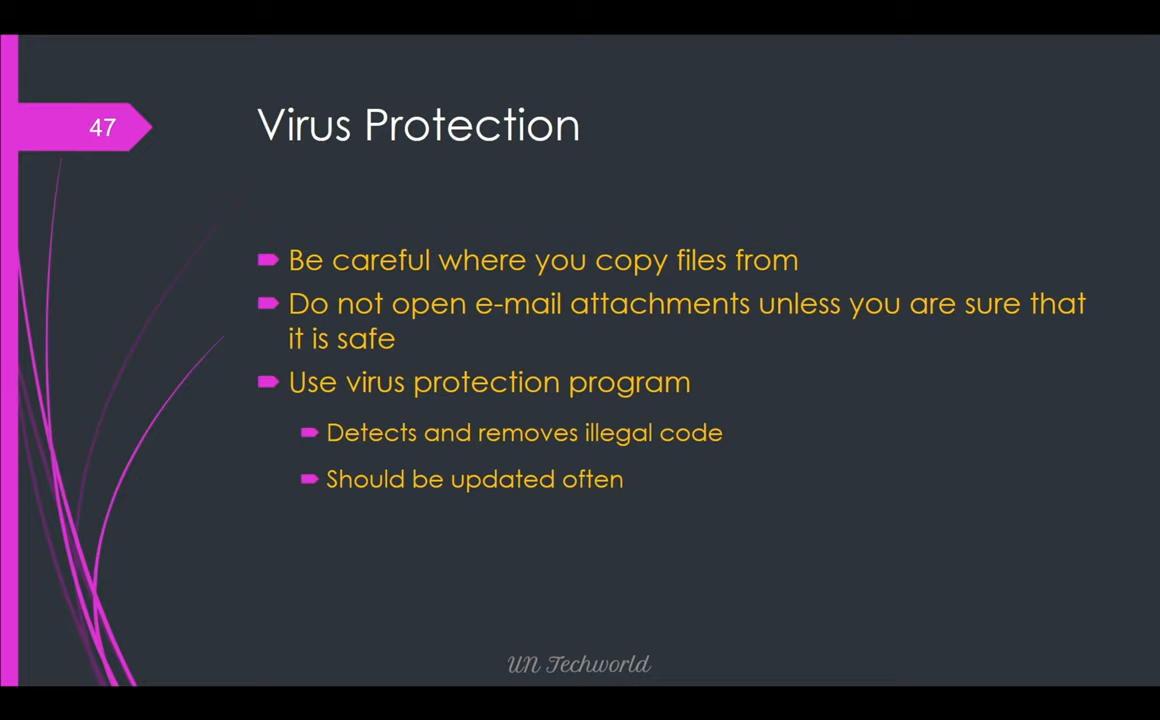 47
Virus Protection
Be careful where you copy files from
Do not open e-mail attachments unless you are sure that
it is safe
Use virus protection program
Detects and removes illegal code
Should be updated often
UN Techworld